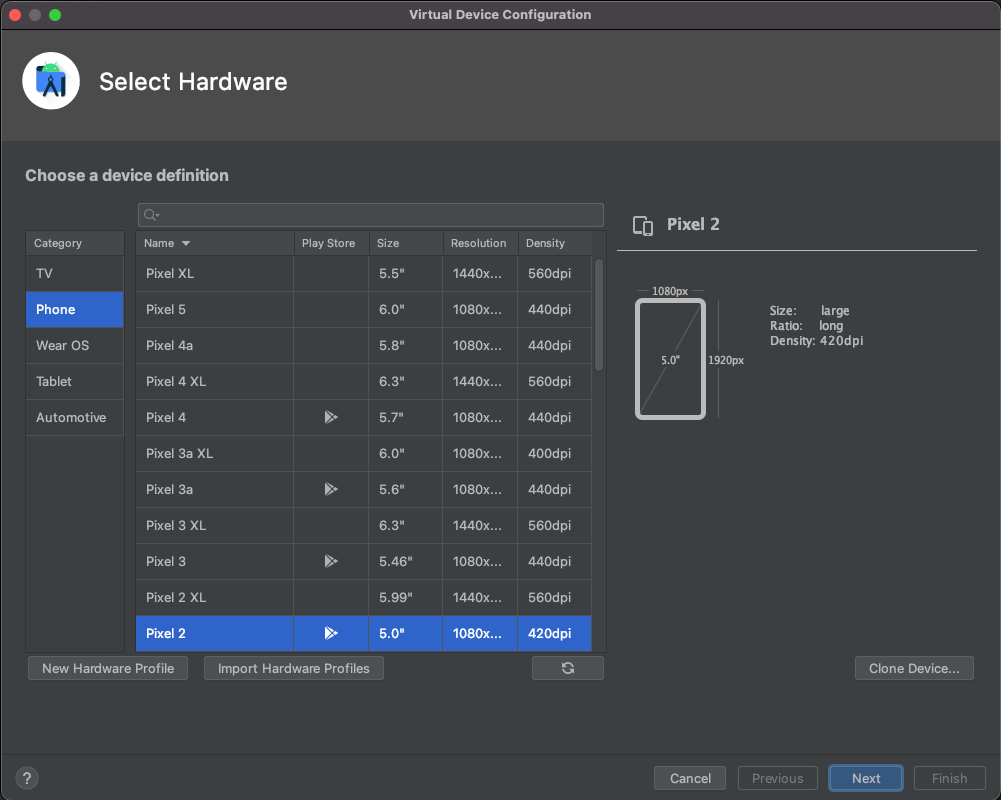 Virtual Device Configuration
Select Hardware
Choose a device definition
Category
TV
Phone
Wear OS
Tablet
Automotive
Name Play Store Size Resolution Density
Pixel XL 5.5" 1440x... 560dpi
Pixel 5 6.0" 1080x... 440dpi
Pixel 4a 5.8" 1080x... 440dpi
Pixel 4 XL 6.3" 1440x... 560dpi
Pixel 4 5.7" 1080x... 440dpi
Pixel 3a XL 6.0" 1080x... 400dpi
Pixel 3a 5.6" 1080x... 440dpi
Pixel 3 XL 6.3" 1440x... 560dpi
Pixel 3 5.46" 1080x... 440dpi
Pixel 2 XL 5.99" 1440x... 560dpi
Pixel 2 5.0" 1080x... 420dpi
Pixel 2
1080px
5.0"
1920px
Size: large
Ratio: long
Density: 420dpi
New Hardware Profile
Import Hardware Profiles
Clone Device...
?
Cancel
Previous
Next
Finish